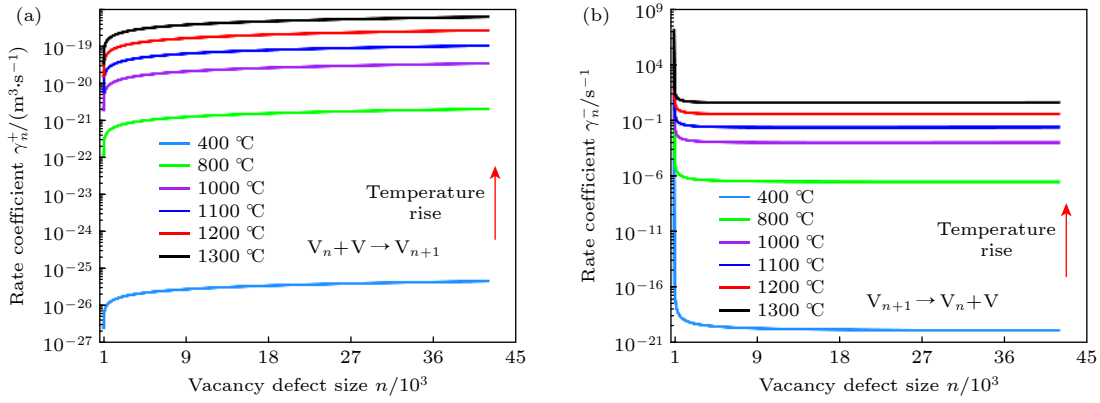 (a)
Rate coefficient γₙ⁺/(m³·s⁻¹)
10⁻¹⁹
10⁻²⁰
10⁻²¹
10⁻²²
10⁻²³
10⁻²⁴
10⁻²⁵
10⁻²⁶
10⁻²⁷
400 ℃
800 ℃
1000 ℃
1100 ℃
1200 ℃
1300 ℃
Temperature
rise
Vₙ+V→Vₙ₊₁
1 9 18 27 36 45
Vacancy defect size n/10³
(b)
Rate coefficient γₙ⁻/s⁻¹
10⁹
10⁴
10⁻¹
10⁻⁶
10⁻¹¹
10⁻¹⁶
10⁻²¹
400 ℃
800 ℃
1000 ℃
1100 ℃
1200 ℃
1300 ℃
Temperature
rise
Vₙ₊₁→Vₙ+V
1 9 18 27 36 45
Vacancy defect size n/10³